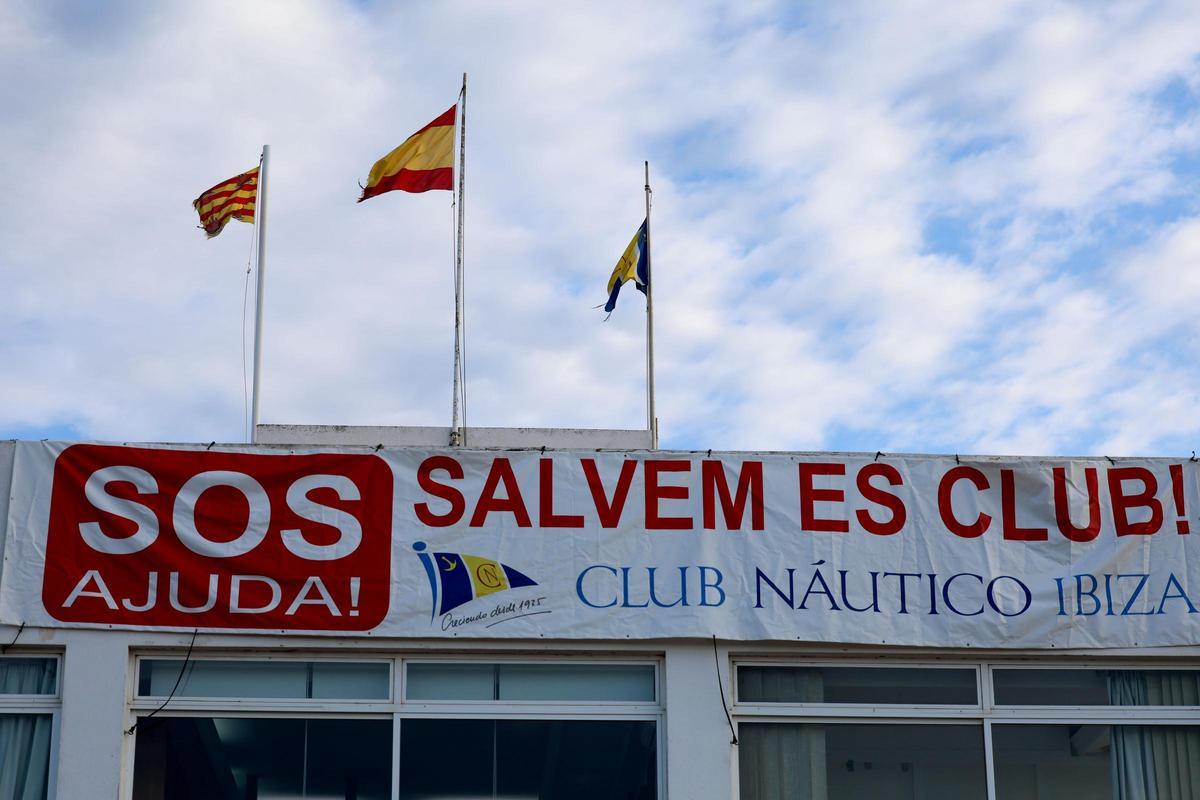 SOS
AJUDA!
SALVEM ES CLUB!
CN
Creciendo desde 1925
CLUB NÁUTICO IBIZA